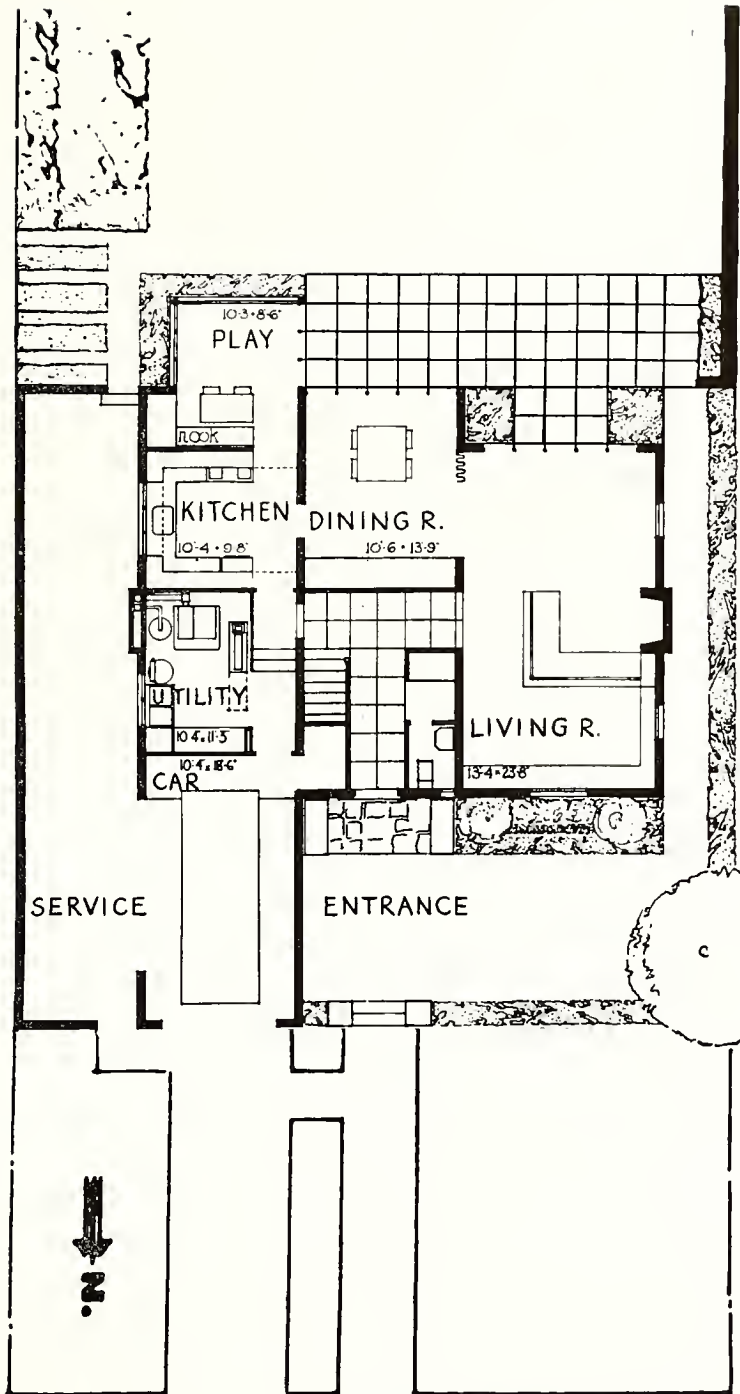 10'-3×8'-6"
PLAY
nook
KITCHEN
10'-4×9'8"
DINING R.
10'-6×13'-9"
UTILITY
10'4"×11'-3"
10'-4"×18'-6"
CAR
LIVING R.
13'-4×23'-8"
SERVICE
ENTRANCE
C
N.